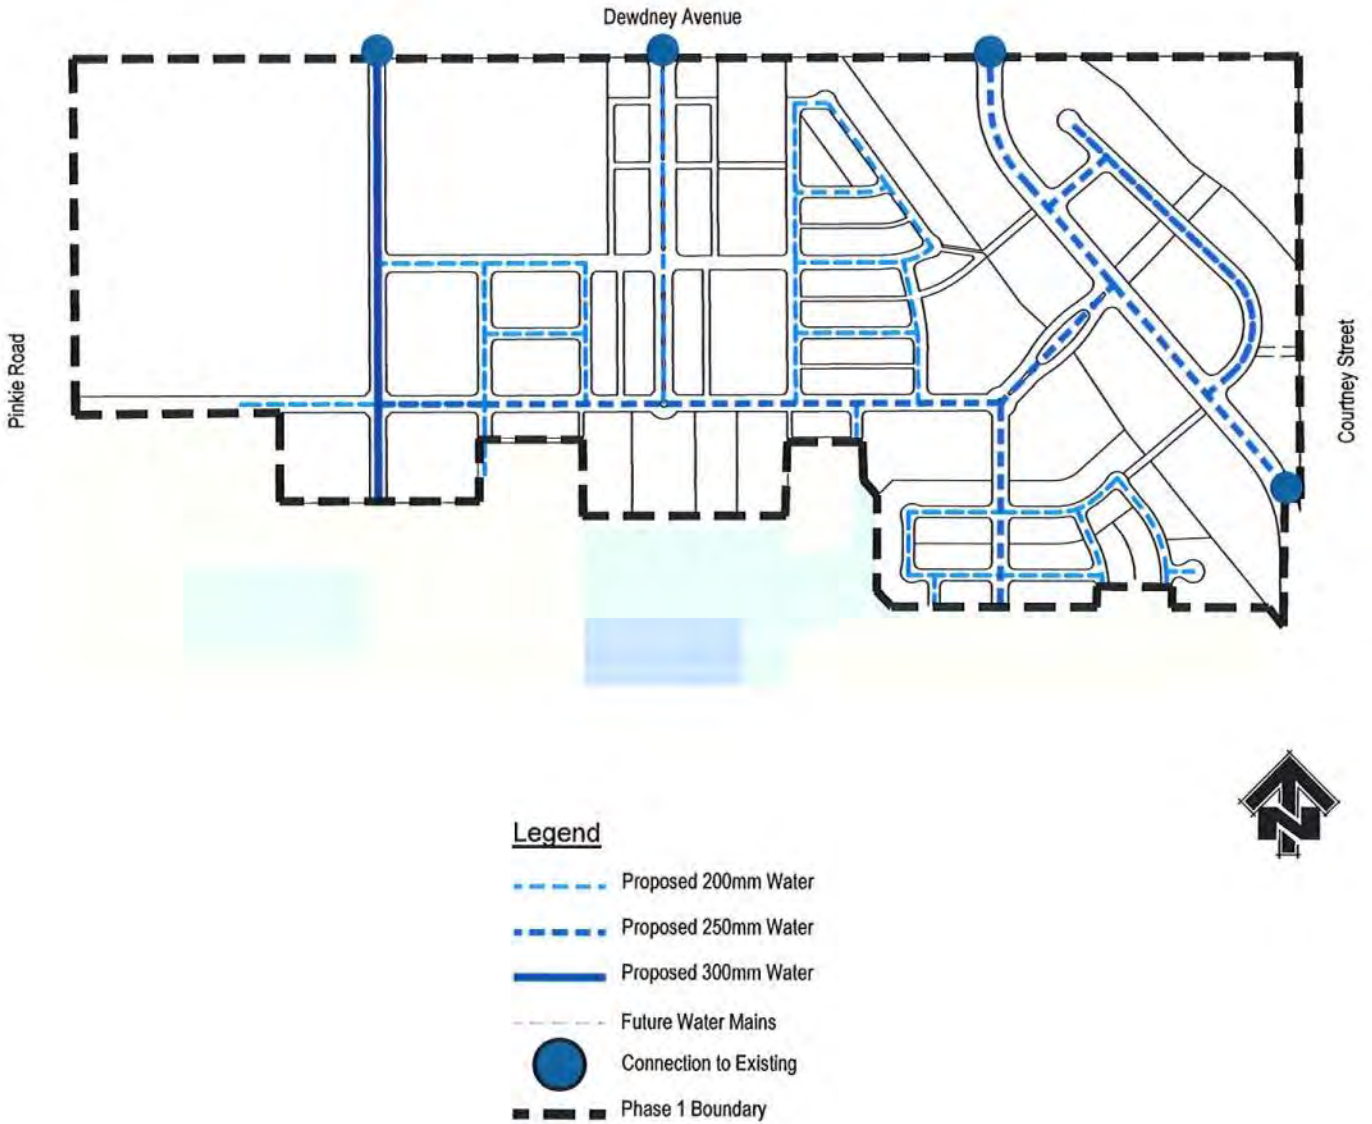 Dewdney Avenue
Pinkie Road
Courtney Street
N
Legend
Proposed 200mm Water
Proposed 250mm Water
Proposed 300mm Water
Future Water Mains
Connection to Existing
Phase 1 Boundary